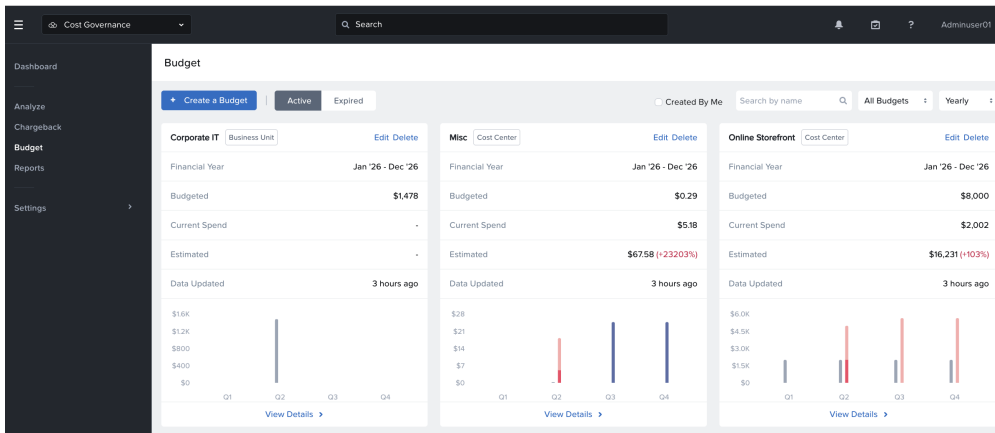 Cost Governance
Search
Adminuser01
Dashboard
Analyze
Chargeback
Budget
Reports
Settings
Budget
+ Create a Budget
Active
Expired
Created By Me
Search by name
All Budgets
Yearly
Corporate IT Business Unit Edit Delete
Financial Year Jan '26 - Dec '26
Budgeted $1,478
Current Spend -
Estimated -
Data Updated 3 hours ago
$1.6K
$1.2K
$800
$400
$0
Q1 Q2 Q3 Q4
View Details >
Misc Cost Center Edit Delete
Financial Year Jan '26 - Dec '26
Budgeted $0.29
Current Spend $5.18
Estimated $67.58 (+23203%)
Data Updated 3 hours ago
$28
$21
$14
$7
$0
Q1 Q2 Q3 Q4
View Details >
Online Storefront Cost Center Edit Delete
Financial Year Jan '26 - Dec '26
Budgeted $8,000
Current Spend $2,002
Estimated $16,231 (+103%)
Data Updated 3 hours ago
$6.0K
$4.5K
$3.0K
$1.5K
$0
Q1 Q2 Q3 Q4
View Details >